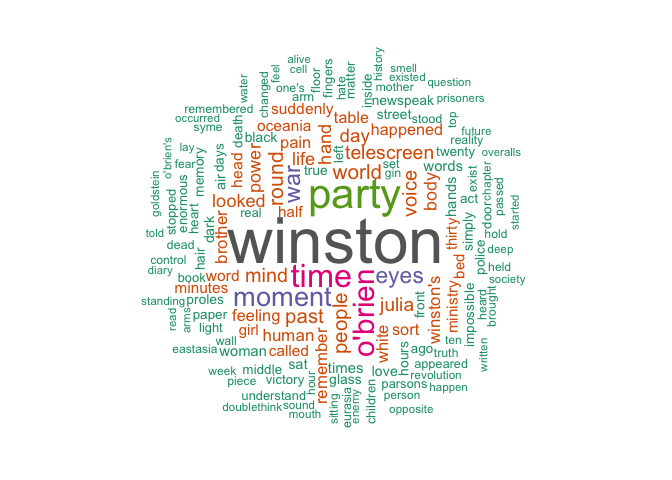 winston
party
time
o'brien
moment
war
eyes
telescreen
world
day
happened
table
suddenly
oceania
pain
life
hand
round
power
head
looked
half
voice
body
brother
minutes
word
mind
feeling
past
girl
human
called
people
remember
julia
white
sort
winston's
ministry
bed
thirty
alive
cell
feel
one's
arm
floor
fingers
hate
matter
inside
history
smell
existed
mother
question
newspeak
prisoners
street
stood
top
future
reality
twenty
overalls
words
set
gin
left
true
black
death
changed
water
remembered
occurred
syme
o'brien's
lay
fear
air
days
memory
enormous
stopped
goldstein
heart
real
dark
told
dead
hair
control
book
diary
standing
proles
read
arms
paper
light
wall
eastasia
woman
week
middle
sat
piece
victory
hour
times
glass
understand
doublethink
sound
mouth
sitting
eurasia
enemy
children
love
parsons
person
opposite
hours
ago
front
truth
ten
appeared
revolution
happen
impossible
heard
brought
written
society
held
police
deep
hold
simply
door
chapter
passed
started
act
exist
hands